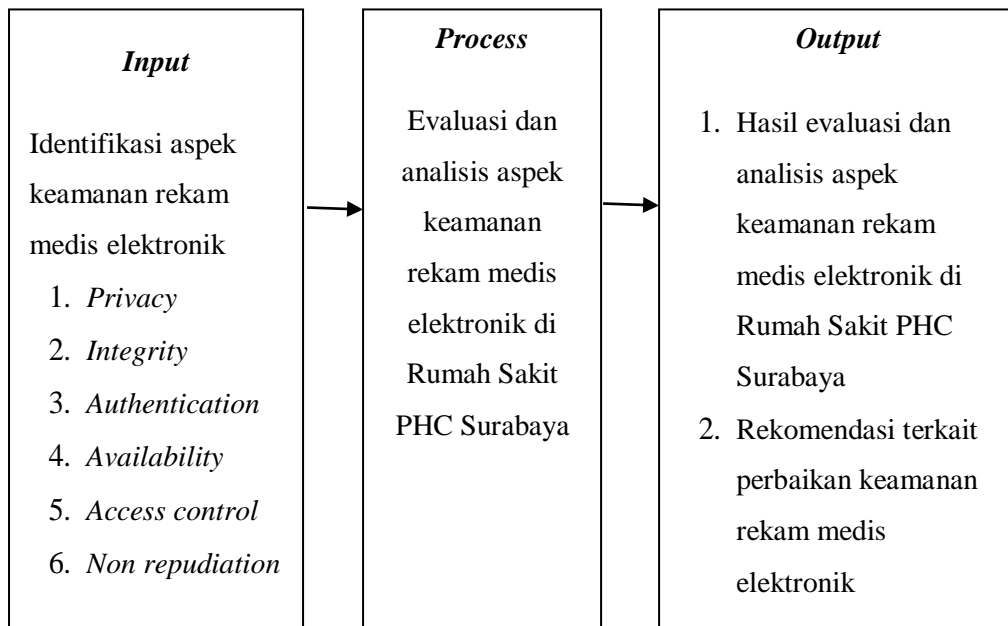 Input
Identifikasi aspek
keamanan rekam
medis elektronik
1. Privacy
2. Integrity
3. Authentication
4. Availability
5. Access control
6. Non repudiation
Process
Evaluasi dan
analisis aspek
keamanan
rekam medis
elektronik di
Rumah Sakit
PHC Surabaya
Output
1. Hasil evaluasi dan
analisis aspek
keamanan rekam
medis elektronik di
Rumah Sakit PHC
Surabaya
2. Rekomendasi terkait
perbaikan keamanan
rekam medis
elektronik